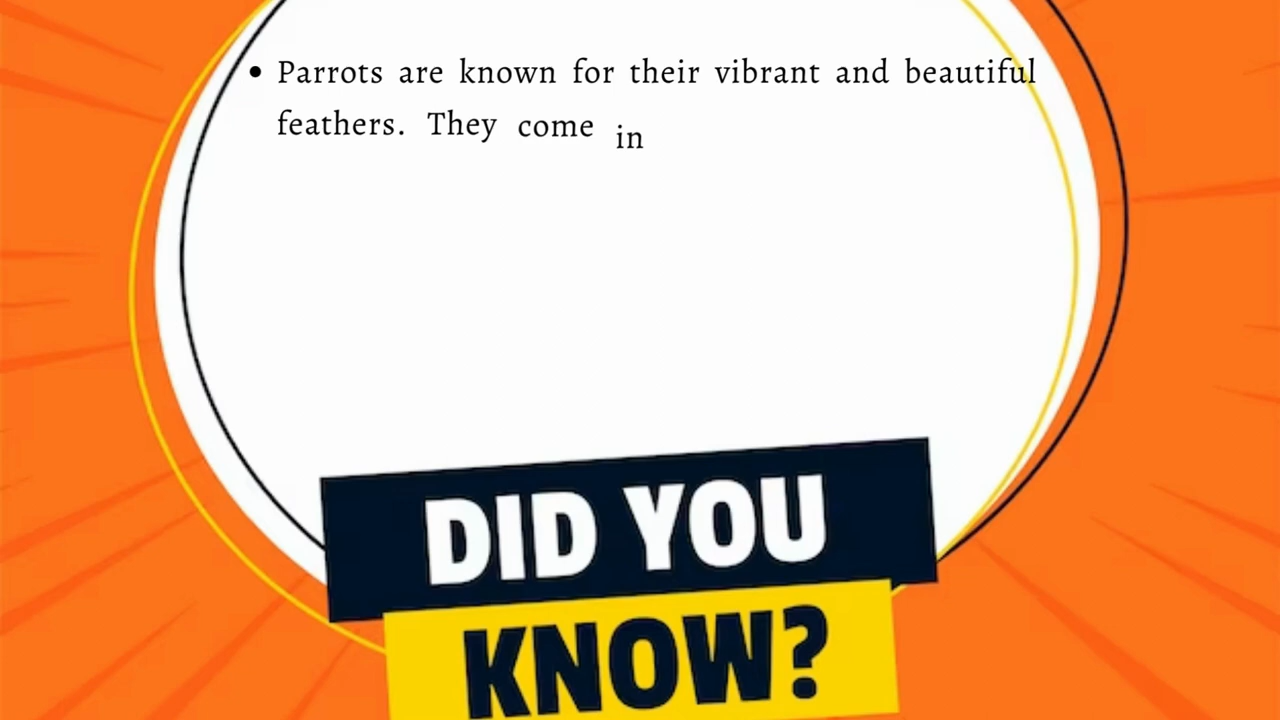 • Parrots are known for their vibrant and beautiful
feathers. They come in
DID YOU
KNOW?